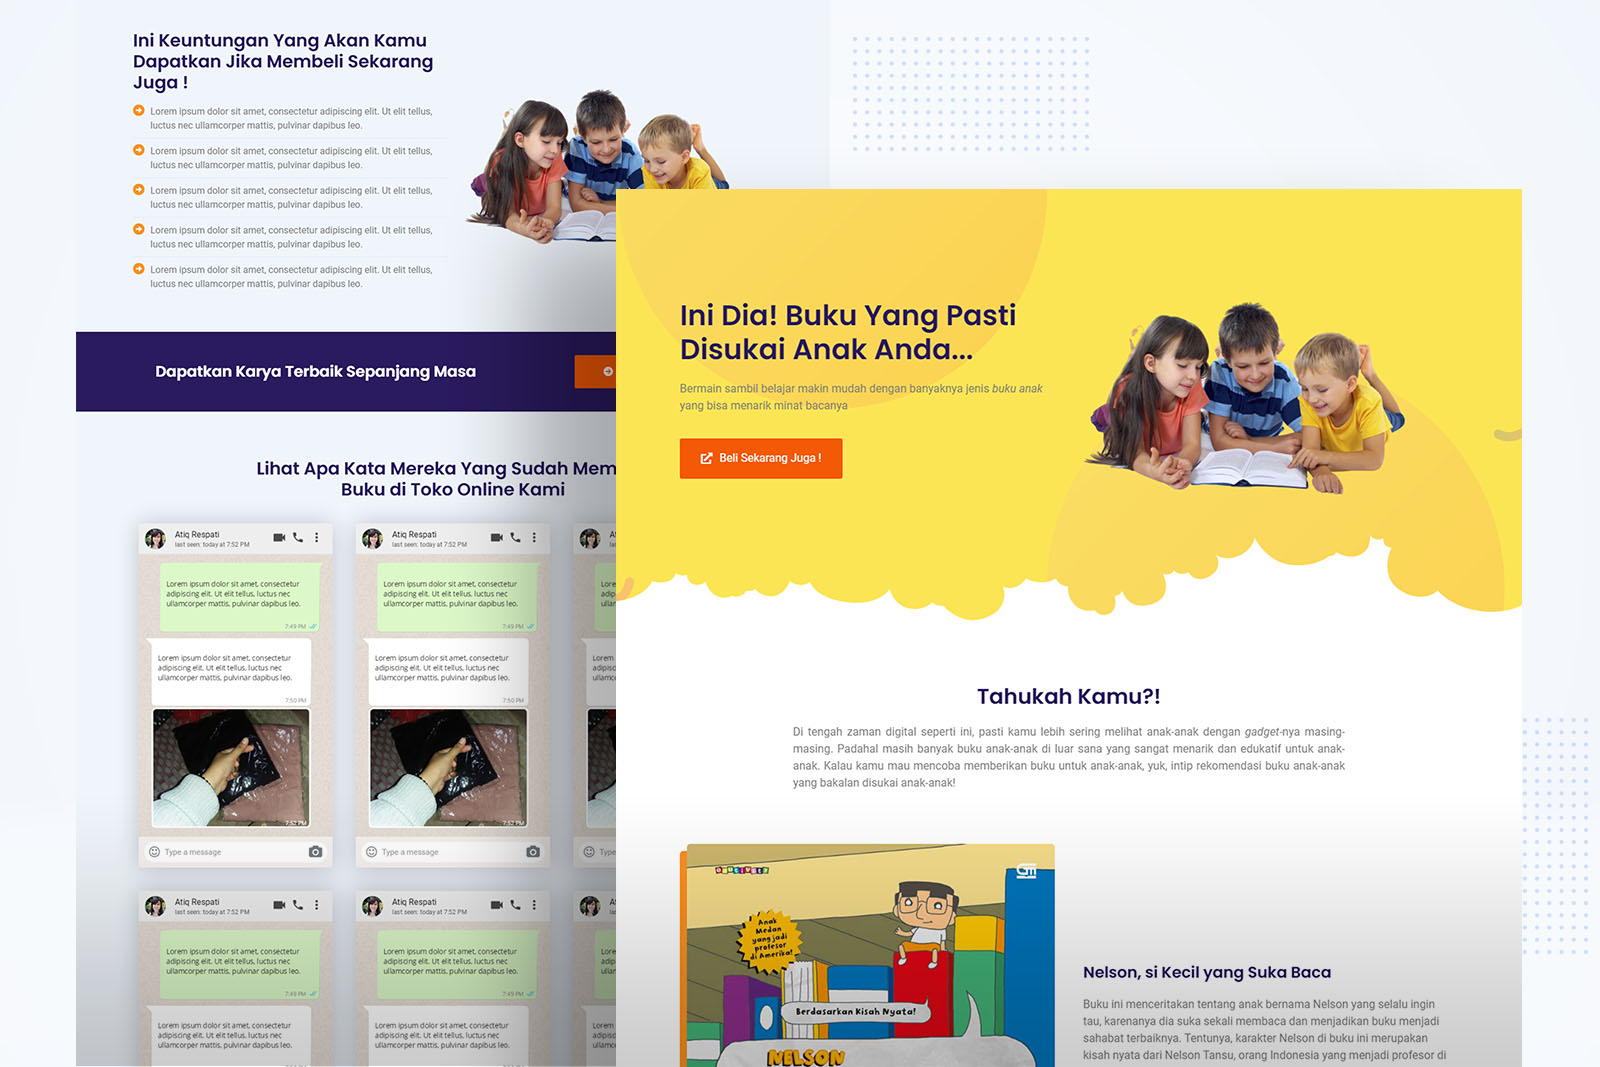 Ini Keuntungan Yang Akan Kamu
Dapatkan Jika Membeli Sekarang
Juga !
Lorem ipsum dolor sit amet, consectetur adipiscing elit. Ut elit tellus,
luctus nec ullamcorper mattis, pulvinar dapibus leo.
Lorem ipsum dolor sit amet, consectetur adipiscing elit. Ut elit tellus,
luctus nec ullamcorper mattis, pulvinar dapibus leo.
Lorem ipsum dolor sit amet, consectetur adipiscing elit. Ut elit tellus,
luctus nec ullamcorper mattis, pulvinar dapibus leo.
Lorem ipsum dolor sit amet, consectetur adipiscing elit. Ut elit tellus,
luctus nec ullamcorper mattis, pulvinar dapibus leo.
Lorem ipsum dolor sit amet, consectetur adipiscing elit. Ut elit tellus,
luctus nec ullamcorper mattis, pulvinar dapibus leo.
Dapatkan Karya Terbaik Sepanjang Masa
Lihat Apa Kata Mereka Yang Sudah Mem
Buku di Toko Online Kami
Atiq Respati
last seen: today at 7:52 PM
Lorem ipsum dolor sit amet, consectetur
adipiscing elit. Ut elit tellus, luctus nec
ullamcorper mattis, pulvinar dapibus leo.
7:49 PM
Lorem ipsum dolor sit amet, consectetur
adipiscing elit. Ut elit tellus, luctus nec
ullamcorper mattis, pulvinar dapibus leo.
7:50 PM
7:52 PM
Type a message
Atiq Respati
last seen: today at 7:52 PM
Lorem ipsum dolor sit amet, consectetur
adipiscing elit. Ut elit tellus, luctus nec
ullamcorper mattis, pulvinar dapibus leo.
7:49 PM
Lorem ipsum dolor sit amet, consectetur
adipiscing elit. Ut elit tellus, luctus nec
ullamcorper mattis, pulvinar dapibus leo.
7:50 PM
7:52 PM
Type a message
Lorem
adipisci
ullamco
Lorem ip
adipiscin
ullamcor
Type
Atiq Respati
last seen: today at 7:52 PM
Lorem ipsum dolor sit amet, consectetur
adipiscing elit. Ut elit tellus, luctus nec
ullamcorper mattis, pulvinar dapibus leo.
7:49 PM
Lorem ipsum dolor sit amet, consectetur
adipiscing elit. Ut elit tellus, luctus nec
ullamcorper mattis, pulvinar dapibus leo.
Atiq Respati
last seen: today at 7:52 PM
Lorem ipsum dolor sit amet, consectetur
adipiscing elit. Ut elit tellus, luctus nec
ullamcorper mattis, pulvinar dapibus leo.
7:49 PM
Lorem ipsum dolor sit amet, consectetur
adipiscing elit. Ut elit tellus, luctus nec
ullamcorper mattis, pulvinar dapibus leo.
Lorem
adipisci
ullamco
Lorem ip
adipiscin
ullamcor
Ini Dia! Buku Yang Pasti
Disukai Anak Anda...
Bermain sambil belajar makin mudah dengan banyaknya jenis buku anak
yang bisa menarik minat bacanya
Beli Sekarang Juga !
Tahukah Kamu?!
Di tengah zaman digital seperti ini, pasti kamu lebih sering melihat anak-anak dengan gadget-nya masing-
masing. Padahal masih banyak buku anak-anak di luar sana yang sangat menarik dan edukatif untuk anak-
anak. Kalau kamu mau mencoba memberikan buku untuk anak-anak, yuk, intip rekomendasi buku anak-anak
yang bakalan disukai anak-anak!
Anak
Medan
yang jadi
profesor
di Amerika!
Berdasarkan Kisah Nyata!
NELSON
Nelson, si Kecil yang Suka Baca
Buku ini menceritakan tentang anak bernama Nelson yang selalu ingin
tau, karenanya dia suka sekali membaca dan menjadikan buku menjadi
sahabat terbaiknya. Tentunya, karakter Nelson di buku ini merupakan
kisah nyata dari Nelson Tansu, orang Indonesia yang menjadi profesor di